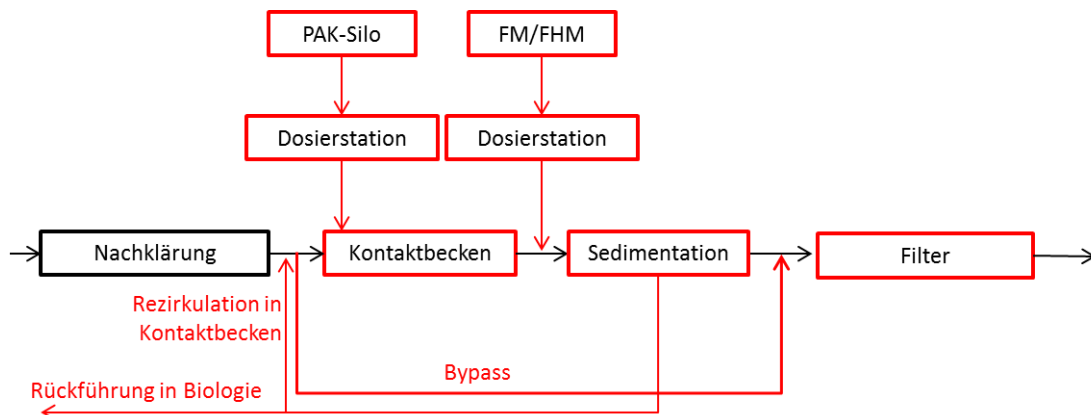 PAK-Silo
FM/FHM
Dosierstation
Dosierstation
Nachklärung
Kontaktbecken
Sedimentation
Filter
Rezirkulation in
Kontaktbecken
Bypass
Rückführung in Biologie